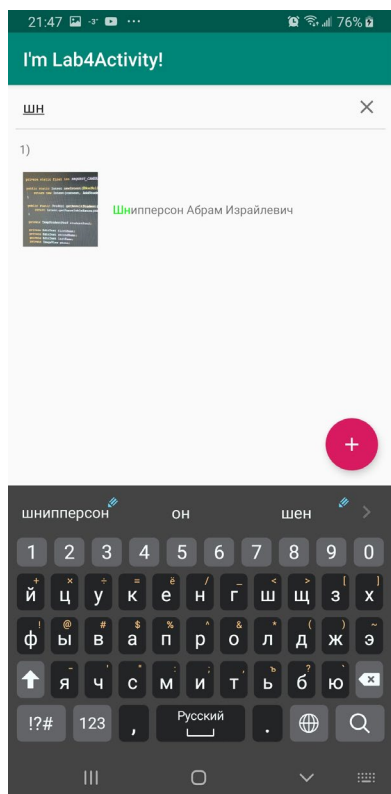 21:47 -3° ... 76%
I'm Lab4Activity!
шн
1)
Шнипперсон Абрам Израйлевич
+
шнипперсон он шен
1 2 3 4 5 6 7 8 9 0
й ц у к е н г ш щ з х
ф ы в а п р о л д ж э
я ч с м и т ь б ю
!?# 123 , Русский .